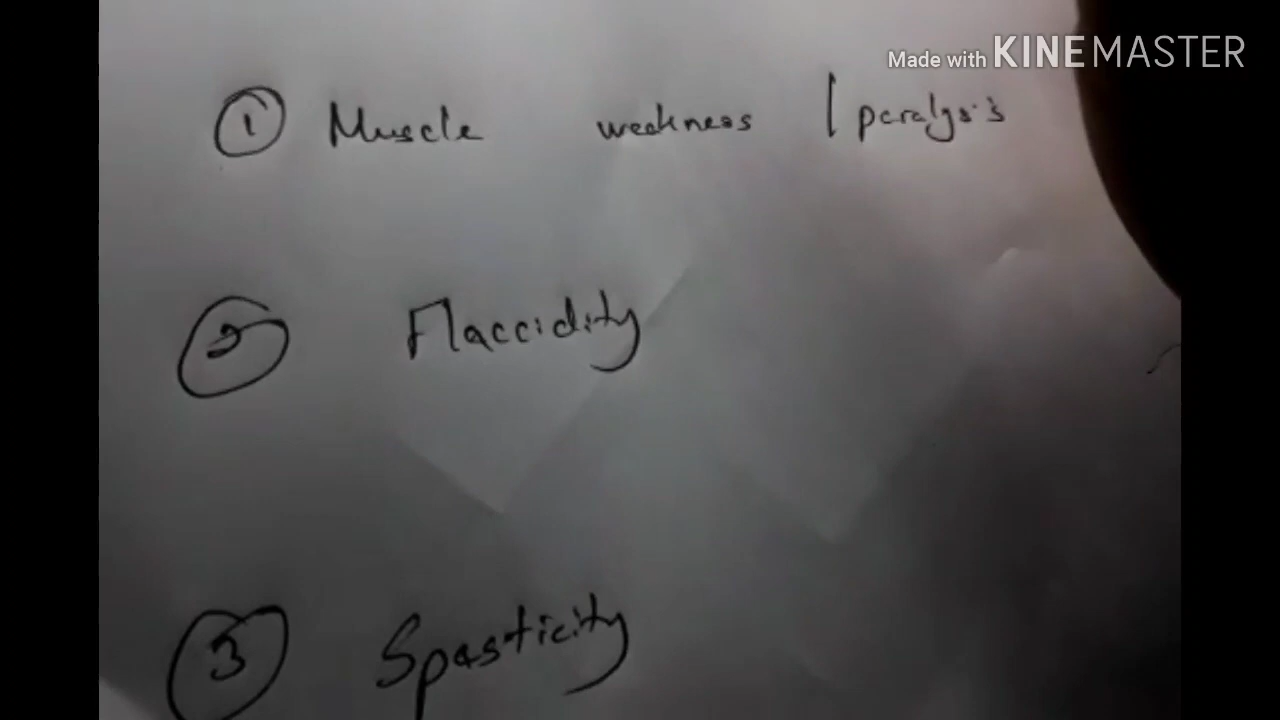 Made with KINEMASTER
① Muscle weakness | paralysis
② Flaccidity
③ Spasticity